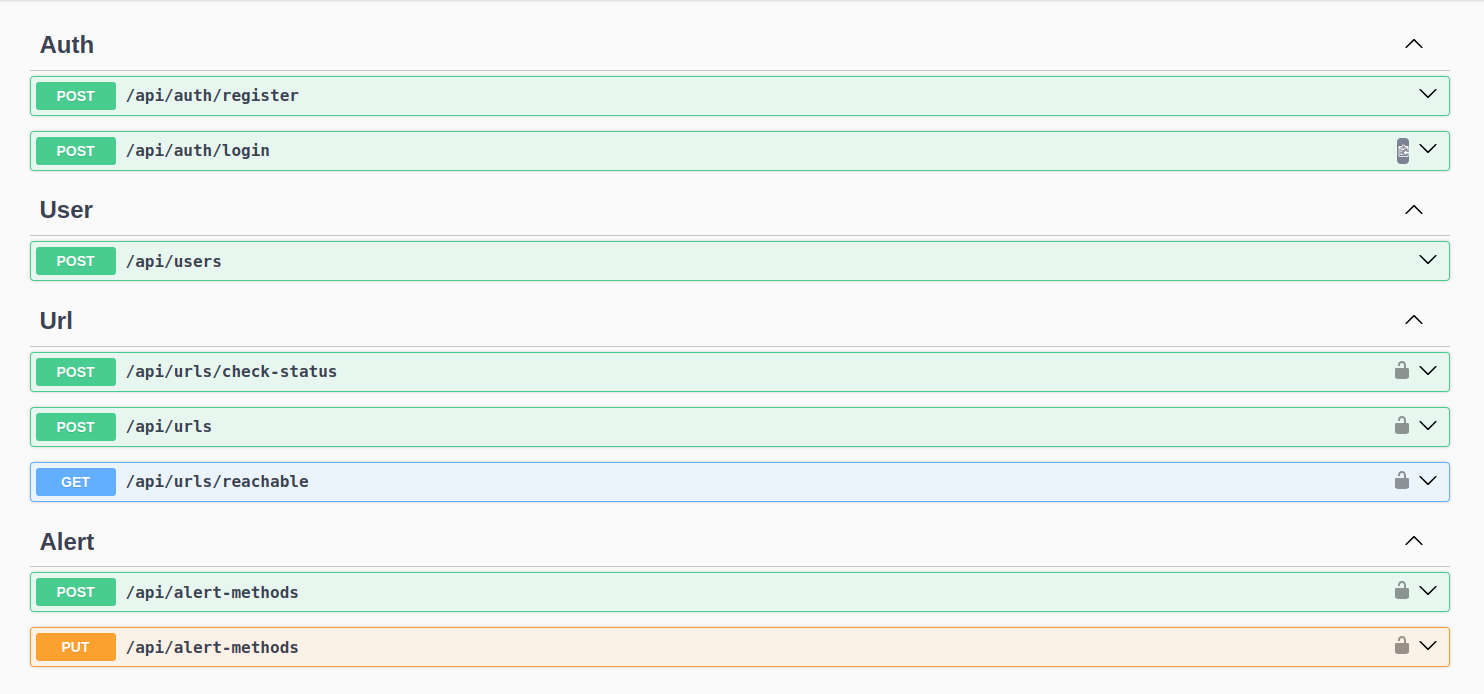 Auth
POST /api/auth/register
POST /api/auth/login
User
POST /api/users
Url
POST /api/urls/check-status
POST /api/urls
GET /api/urls/reachable
Alert
POST /api/alert-methods
PUT /api/alert-methods